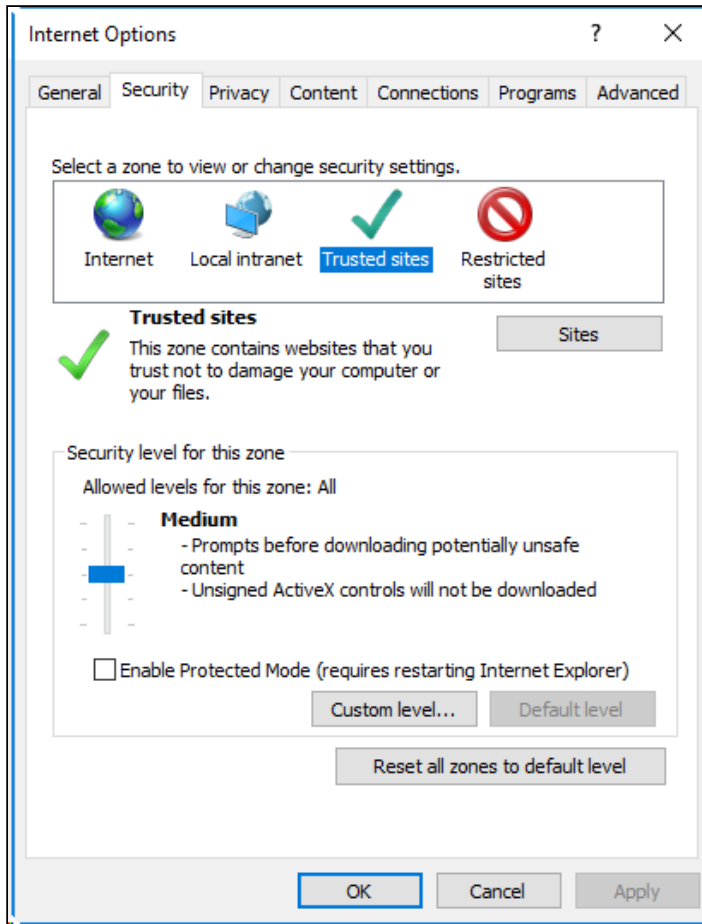 Internet Options
?
General Security Privacy Content Connections Programs Advanced
Select a zone to view or change security settings.
Internet Local intranet Trusted sites Restricted
sites
Trusted sites
Sites
This zone contains websites that you
trust not to damage your computer or
your files.
Security level for this zone
Allowed levels for this zone: All
Medium
- Prompts before downloading potentially unsafe
content
- Unsigned ActiveX controls will not be downloaded
Enable Protected Mode (requires restarting Internet Explorer)
Custom level... Default level
Reset all zones to default level
OK Cancel Apply